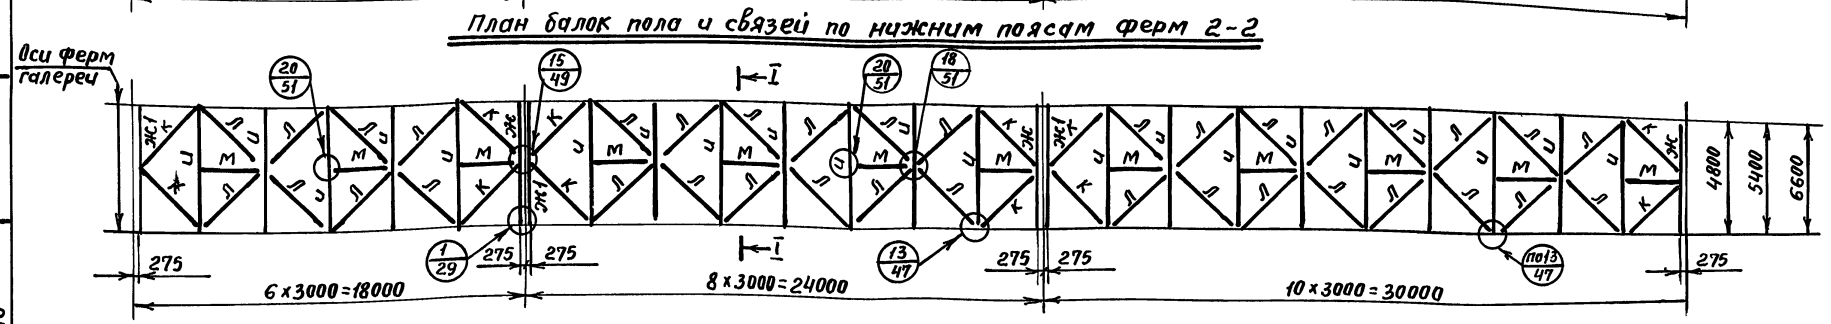 План балок пола и связей по нижним поясам ферм 2-2
Оси ферм
галереи
20
51
15
49
I
20
51
18
51
Ж1 К Л И Л Л И Л К Ж К Л И Л Л Л И Л К Ж Ж1 К Л Л Л Л Л И Л К Ж
И М М И М И М И М И М М И М И М И М И М И М И М
К Л Л И Л Л К Ж1 К Л Л Л Л К К Л Л Л Л Л Л Л К
4800
5400
6600
1
29
I
13
47
по13
47
275
275
275
275
275
275
6 x 3000 = 18000
8 x 3000 = 24000
10 x 3000 = 30000